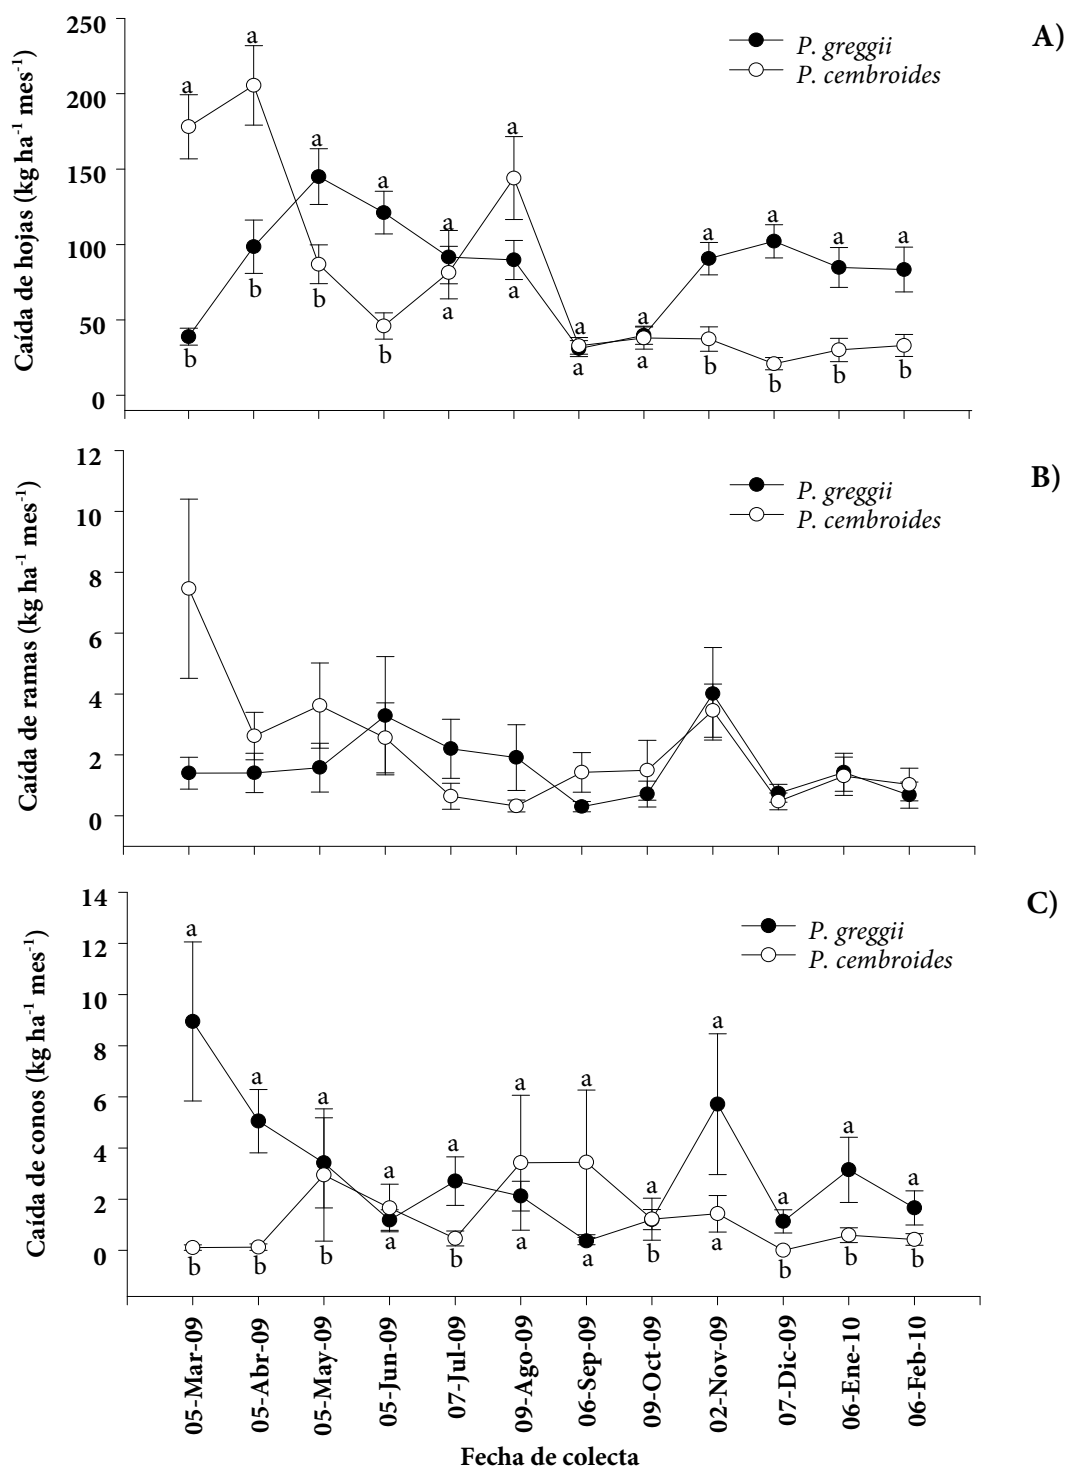 A)
P. greggii
P. cembroides
Caída de hojas (kg ha⁻¹ mes⁻¹)
250
200
150
100
50
0
a a a a a a a a a a a a
b b b b a a a a b b b b
B)
P. greggii
P. cembroides
Caída de ramas (kg ha⁻¹ mes⁻¹)
12
10
8
6
4
2
0
C)
P. greggii
P. cembroides
Caída de conos (kg ha⁻¹ mes⁻¹)
14
12
10
8
6
4
2
0
a a a a a a a a a a a a
b b b a b a a b a b b b
05-Mar-09
05-Abr-09
05-May-09
05-Jun-09
07-Jul-09
09-Ago-09
06-Sep-09
09-Oct-09
02-Nov-09
07-Dic-09
06-Ene-10
06-Feb-10
Fecha de colecta